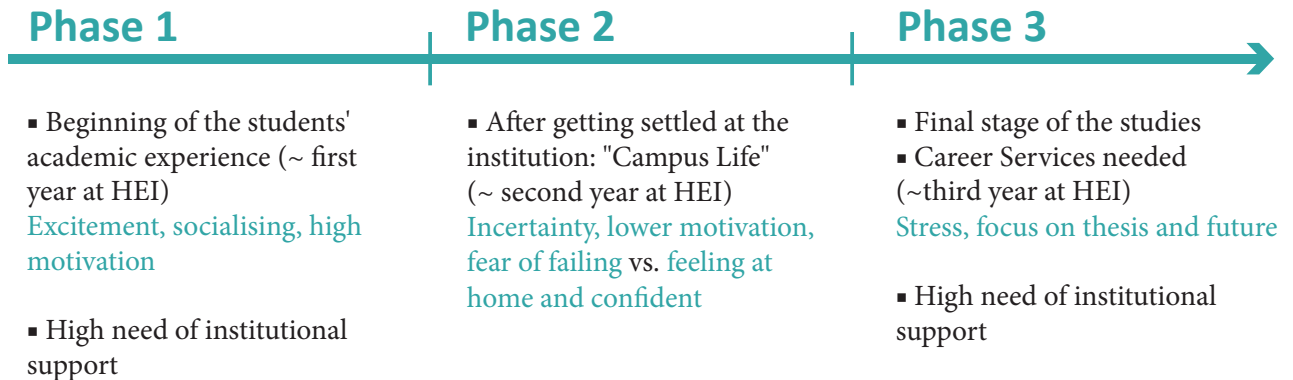 Phase 1
▪ Beginning of the students'
academic experience (~ first
year at HEI)
Excitement, socialising, high
motivation
▪ High need of institutional
support
Phase 2
▪ After getting settled at the
institution: "Campus Life"
(~ second year at HEI)
Incertainty, lower motivation,
fear of failing vs. feeling at
home and confident
Phase 3
▪ Final stage of the studies
▪ Career Services needed
(~third year at HEI)
Stress, focus on thesis and future
▪ High need of institutional
support